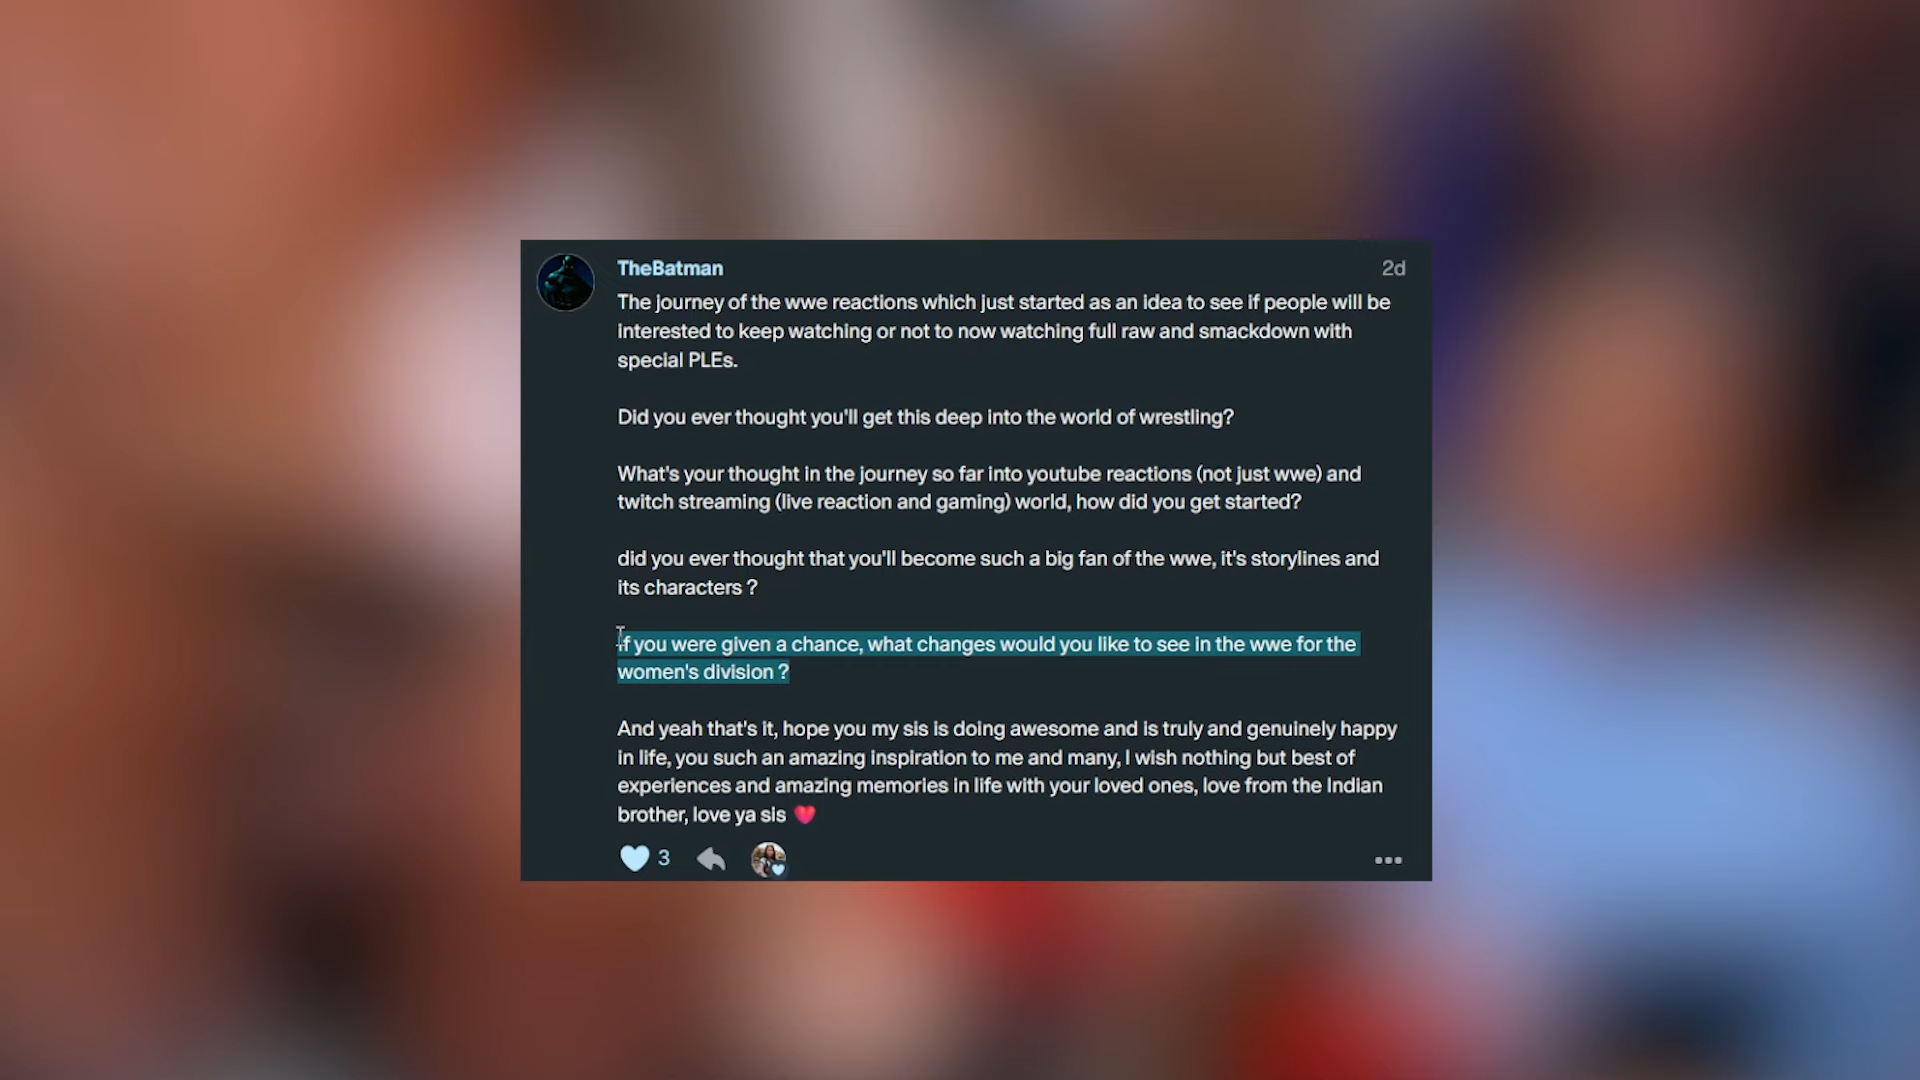 TheBatman
2d
The journey of the wwe reactions which just started as an idea to see if people will be
interested to keep watching or not to now watching full raw and smackdown with
special PLEs.
Did you ever thought you'll get this deep into the world of wrestling?
What's your thought in the journey so far into youtube reactions (not just wwe) and
twitch streaming (live reaction and gaming) world, how did you get started?
did you ever thought that you'll become such a big fan of the wwe, it's storylines and
its characters ?
If you were given a chance, what changes would you like to see in the wwe for the
women's division ?
And yeah that's it, hope you my sis is doing awesome and is truly and genuinely happy
in life, you such an amazing inspiration to me and many, I wish nothing but best of
experiences and amazing memories in life with your loved ones, love from the Indian
brother, love ya sis ❤️
3